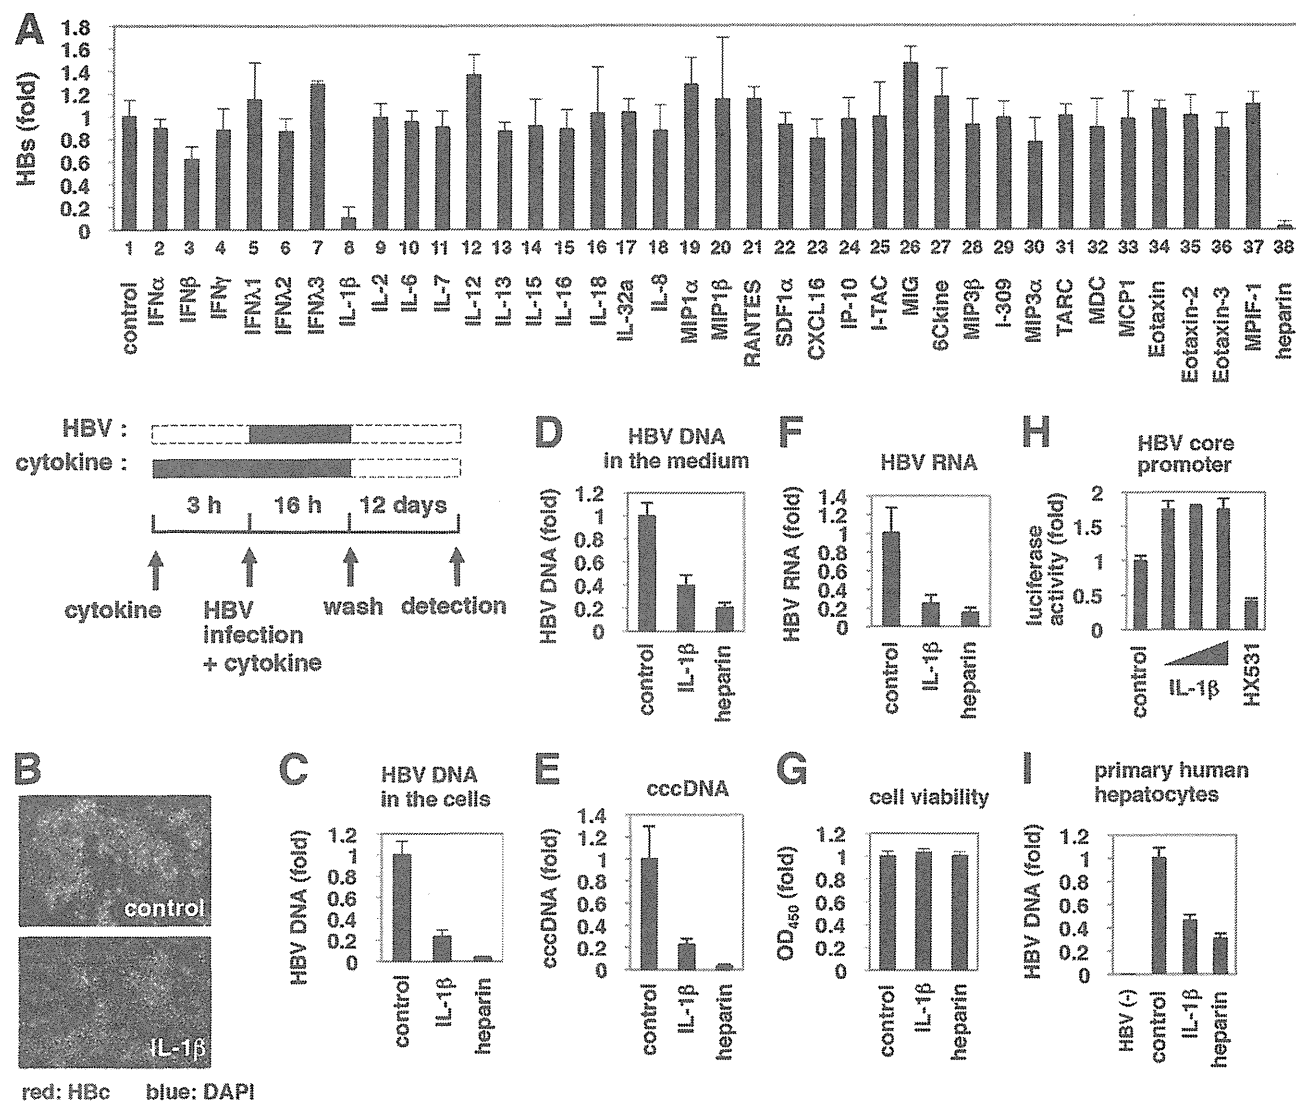 A
HBs (fold)
1.8
1.6
1.4
1.2
1
0.8
0.6
0.4
0.2
0
1 2 3 4 5 6 7 8 9 10 11 12 13 14 15 16 17 18 19 20 21 22 23 24 25 26 27 28 29 30 31 32 33 34 35 36 37 38
control
IFNα
IFNβ
IFNγ
IFNλ1
IFNλ2
IFNλ3
IL-1β
IL-2
IL-6
IL-7
IL-12
IL-13
IL-15
IL-16
IL-18
IL-32a
IL-8
MIP1α
MIP1β
RANTES
SDF1α
CXCL16
IP-10
I-TAC
MIG
6Ckine
MIP3β
I-309
MIP3α
TARC
MDC
MCP1
Eotaxin
Eotaxin-2
Eotaxin-3
MPIF-1
heparin
HBV :
cytokine :
3 h 16 h 12 days
cytokine
HBV
infection
+ cytokine
wash
detection
B
control
IL-1β
red: HBc blue: DAPI
C
HBV DNA
in the cells
HBV DNA (fold)
1.2
1
0.8
0.6
0.4
0.2
0
control
IL-1β
heparin
D
HBV DNA
in the medium
HBV DNA (fold)
1.2
1
0.8
0.6
0.4
0.2
0
control
IL-1β
heparin
E
cccDNA
cccDNA (fold)
1.4
1.2
1
0.8
0.6
0.4
0.2
0
control
IL-1β
heparin
F
HBV RNA
HBV RNA (fold)
1.4
1.2
1
0.8
0.6
0.4
0.2
0
control
IL-1β
heparin
G
cell viability
OD450 (fold)
1.2
1
0.8
0.6
0.4
0.2
0
control
IL-1β
heparin
H
HBV core
promoter
luciferase
activity (fold)
2
1.5
1
0.5
0
control
IL-1β
HX531
I
primary human
hepatocytes
HBV DNA (fold)
1.2
1
0.8
0.6
0.4
0.2
0
HBV (-)
control
IL-1β
heparin